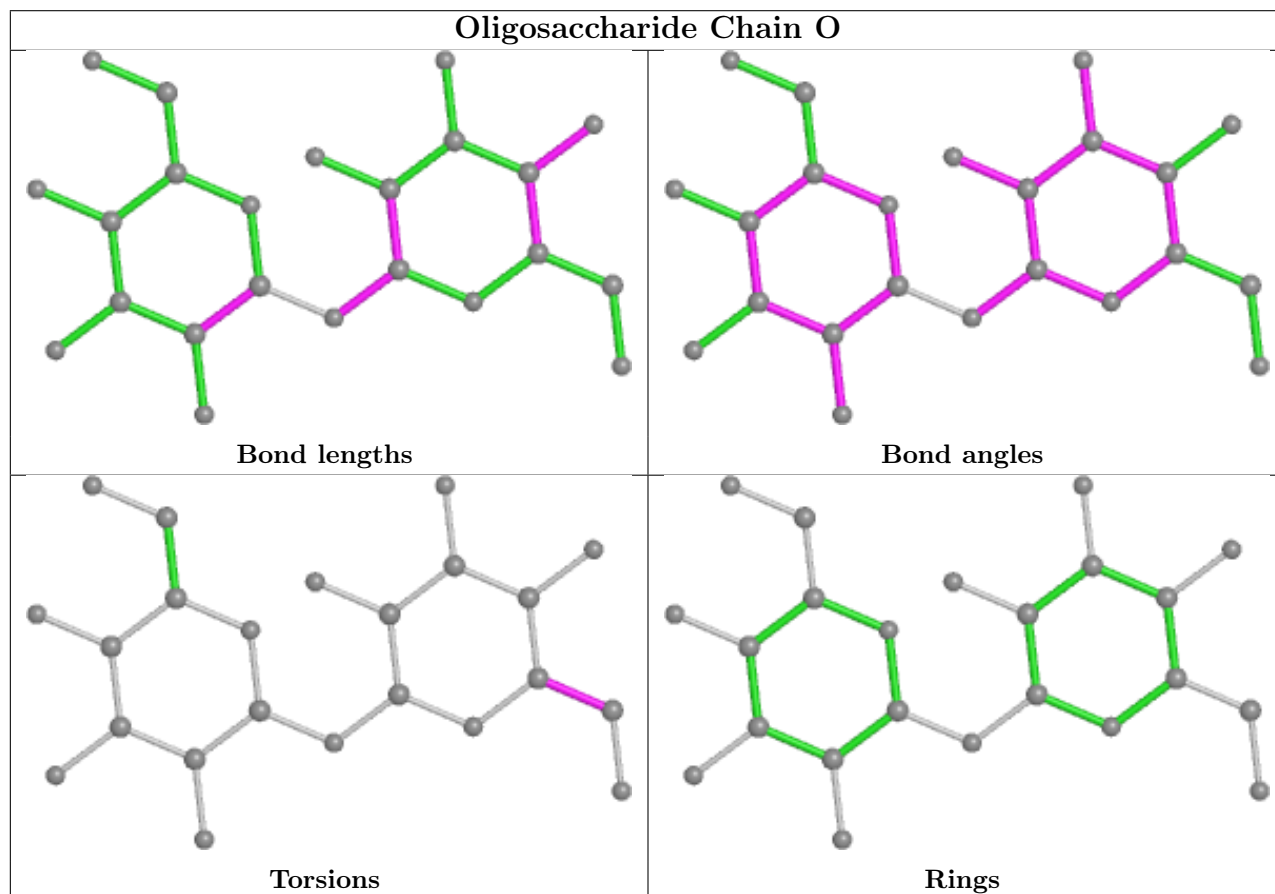 Oligosaccharide Chain O
Bond lengths
Bond angles
Torsions
Rings